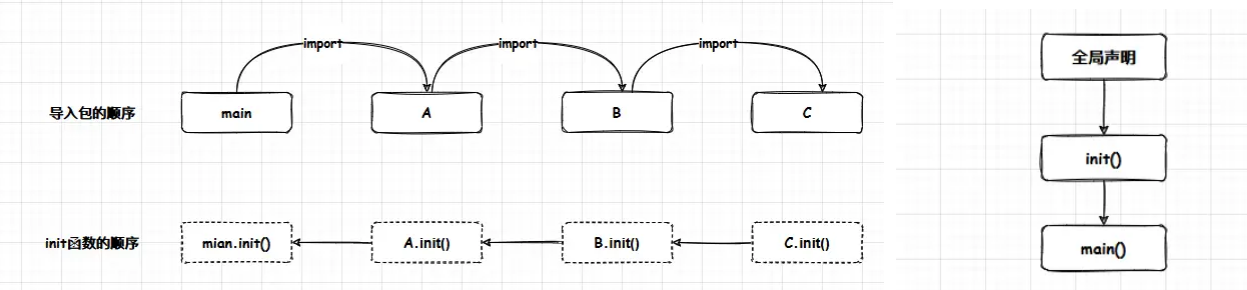 import import import
导入包的顺序 main A B C
init函数的顺序 mian.init() A.init() B.init() C.init()
全局声明
init()
main()